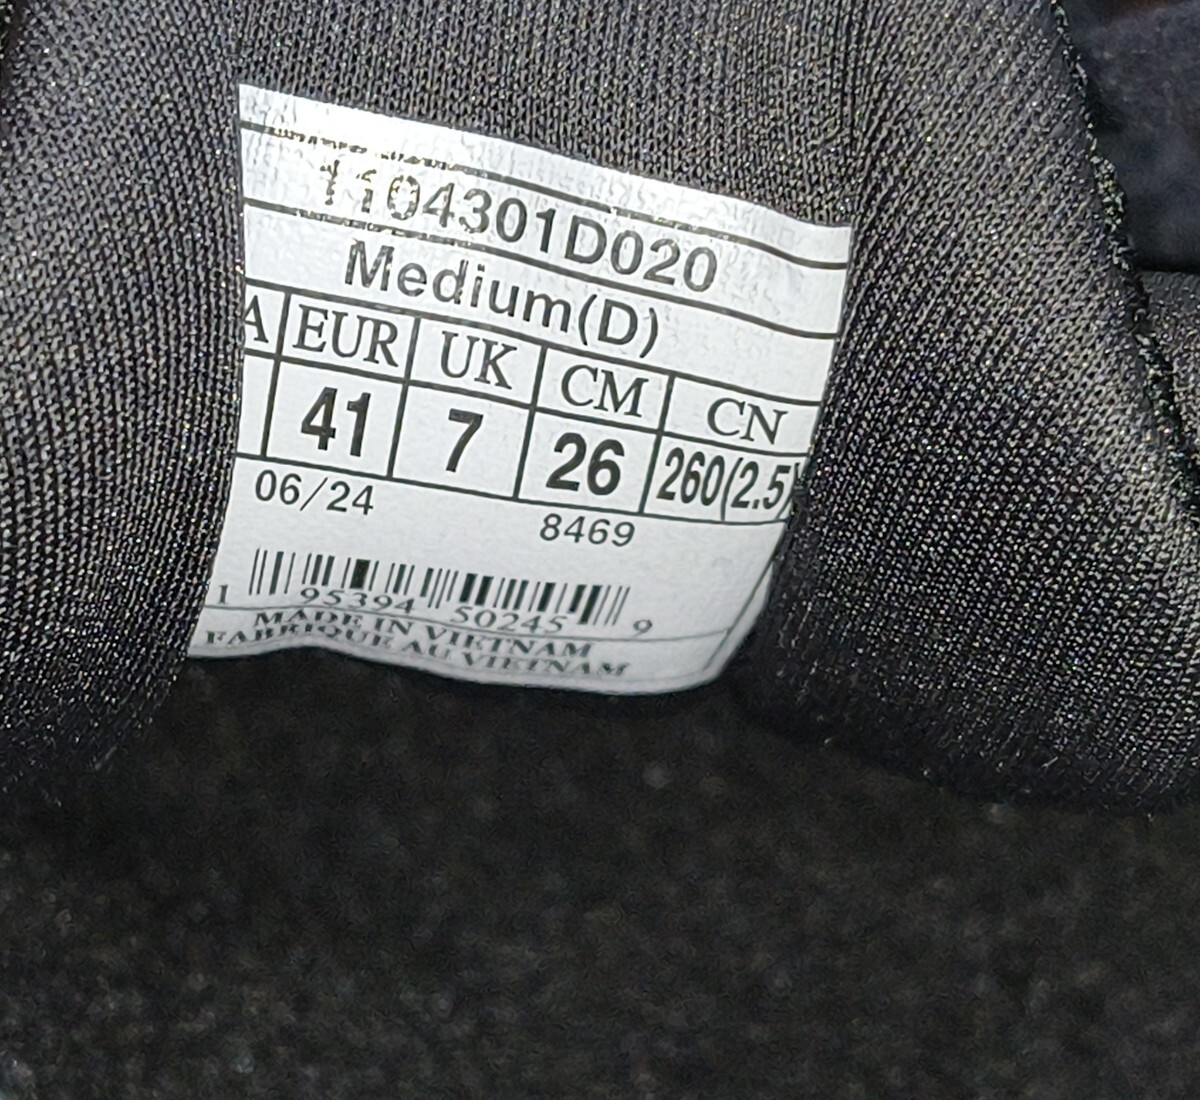 1104301D020
Medium(D)
A EUR UK CM CN
41 7 26 260(2.5)
06/24 8469
1 95394 50245 9
MADE IN VIETNAM
FABRIQUE AU VIETNAM